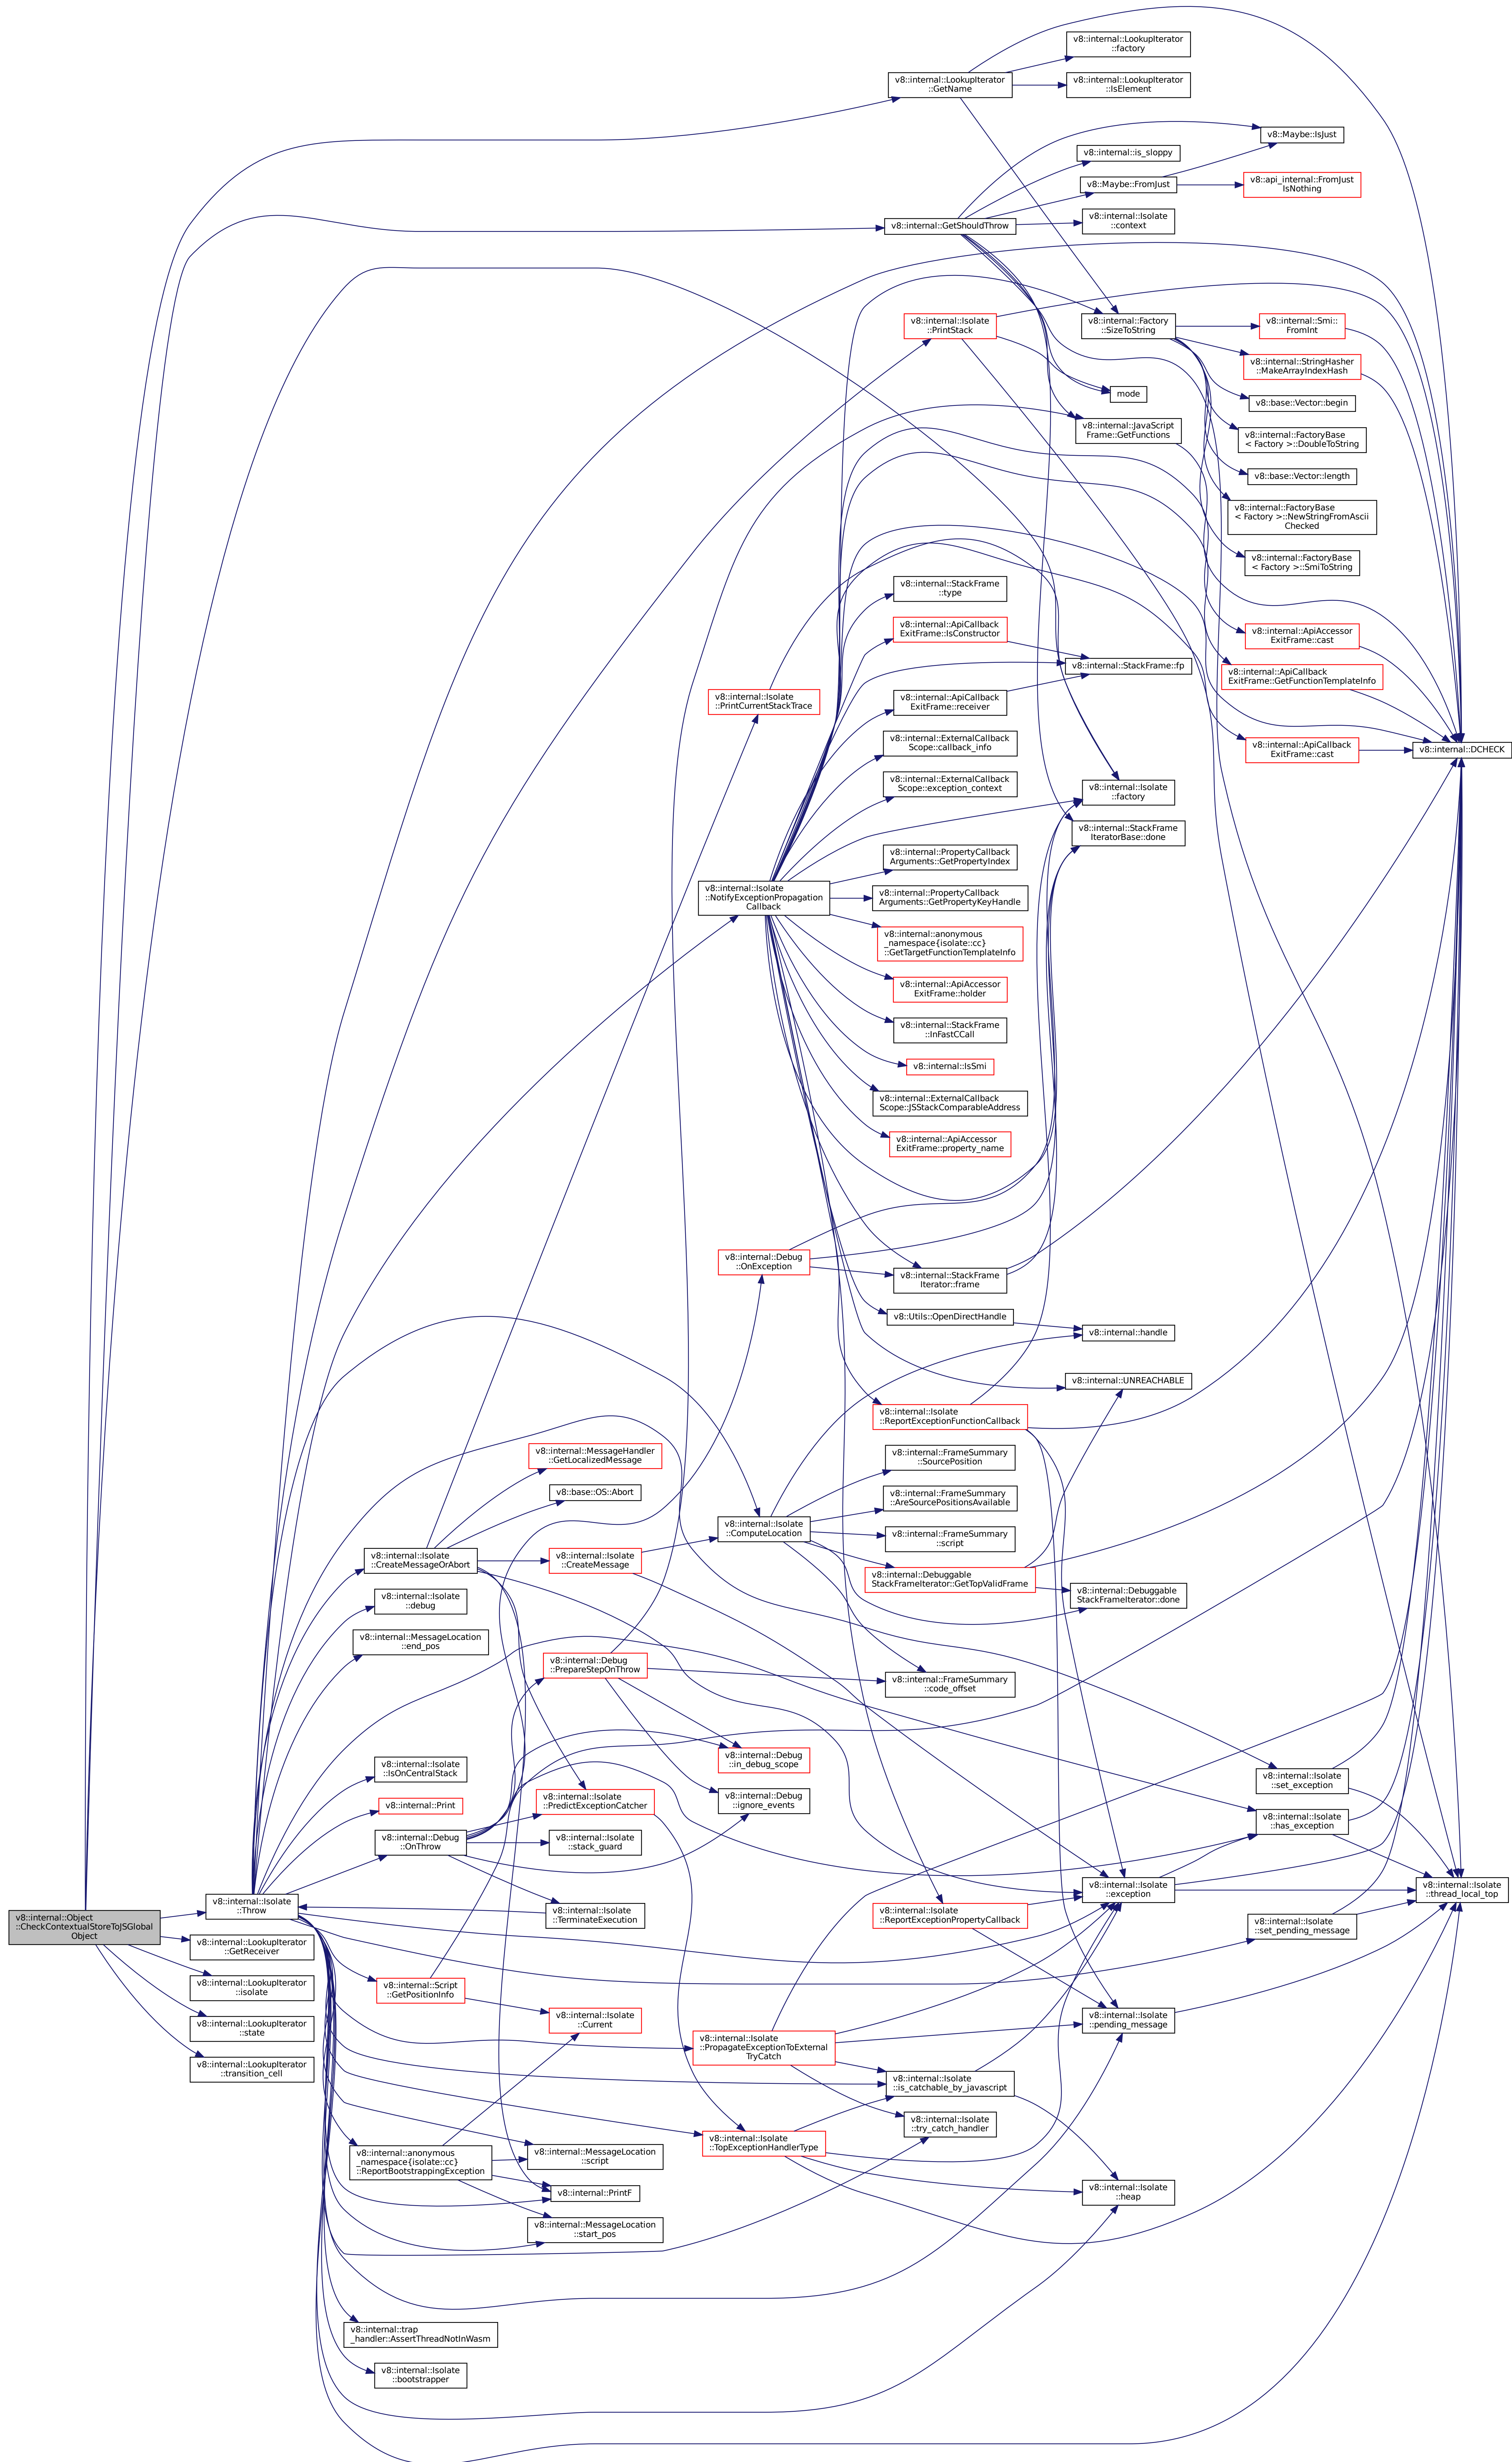 v8::internal::LookupIterator
::factory
v8::internal::LookupIterator
::GetName
v8::internal::LookupIterator
::IsElement
v8::Maybe::IsJust
v8::internal::is_sloppy
v8::Maybe::FromJust
v8::api_internal::FromJust
IsNothing
v8::internal::GetShouldThrow
v8::internal::Isolate
::context
v8::internal::Isolate
::PrintStack
v8::internal::Factory
::SizeToString
v8::internal::Smi::
FromInt
v8::internal::StringHasher
::MakeArrayIndexHash
mode
v8::base::Vector::begin
v8::internal::JavaScript
Frame::GetFunctions
v8::internal::FactoryBase
< Factory >::DoubleToString
v8::base::Vector::length
v8::internal::FactoryBase
< Factory >::NewStringFromAscii
Checked
v8::internal::FactoryBase
< Factory >::SmiToString
v8::internal::StackFrame
::type
v8::internal::ApiCallback
ExitFrame::IsConstructor
v8::internal::ApiAccessor
ExitFrame::cast
v8::internal::StackFrame::fp
v8::internal::ApiCallback
ExitFrame::GetFunctionTemplateInfo
v8::internal::Isolate
::PrintCurrentStackTrace
v8::internal::ApiCallback
ExitFrame::receiver
v8::internal::ExternalCallback
Scope::callback_info
v8::internal::ApiCallback
ExitFrame::cast
v8::internal::DCHECK
v8::internal::ExternalCallback
Scope::exception_context
v8::internal::Isolate
::factory
v8::internal::StackFrame
IteratorBase::done
v8::internal::PropertyCallback
Arguments::GetPropertyIndex
v8::internal::Isolate
::NotifyExceptionPropagation
Callback
v8::internal::PropertyCallback
Arguments::GetPropertyKeyHandle
v8::internal::anonymous
_namespace{isolate::cc}
::GetTargetFunctionTemplateInfo
v8::internal::ApiAccessor
ExitFrame::holder
v8::internal::StackFrame
::InFastCCall
v8::internal::IsSmi
v8::internal::ExternalCallback
Scope::JSStackComparableAddress
v8::internal::ApiAccessor
ExitFrame::property_name
v8::internal::Debug
::OnException
v8::internal::StackFrame
Iterator::frame
v8::Utils::OpenDirectHandle
v8::internal::handle
v8::internal::UNREACHABLE
v8::internal::Isolate
::ReportExceptionFunctionCallback
v8::internal::MessageHandler
::GetLocalizedMessage
v8::internal::FrameSummary
::SourcePosition
v8::base::OS::Abort
v8::internal::FrameSummary
::AreSourcePositionsAvailable
v8::internal::Isolate
::ComputeLocation
v8::internal::FrameSummary
::script
v8::internal::Isolate
::CreateMessageOrAbort
v8::internal::Isolate
::CreateMessage
v8::internal::Debuggable
StackFrameIterator::GetTopValidFrame
v8::internal::Debuggable
StackFrameIterator::done
v8::internal::Isolate
::debug
v8::internal::MessageLocation
::end_pos
v8::internal::Debug
::PrepareStepOnThrow
v8::internal::FrameSummary
::code_offset
v8::internal::Isolate
::IsOnCentralStack
v8::internal::Debug
::in_debug_scope
v8::internal::Isolate
::set_exception
v8::internal::Print
v8::internal::Isolate
::PredictExceptionCatcher
v8::internal::Debug
::ignore_events
v8::internal::Isolate
::has_exception
v8::internal::Debug
::OnThrow
v8::internal::Isolate
::stack_guard
v8::internal::Isolate
::exception
v8::internal::Isolate
::thread_local_top
v8::internal::Isolate
::Throw
v8::internal::Isolate
::TerminateExecution
v8::internal::Isolate
::ReportExceptionPropertyCallback
v8::internal::Isolate
::set_pending_message
v8::internal::Object
::CheckContextualStoreToJSGlobal
Object
v8::internal::LookupIterator
::GetReceiver
v8::internal::LookupIterator
::isolate
v8::internal::Script
::GetPositionInfo
v8::internal::Isolate
::Current
v8::internal::Isolate
::pending_message
v8::internal::LookupIterator
::state
v8::internal::Isolate
::PropagateExceptionToExternal
TryCatch
v8::internal::LookupIterator
::transition_cell
v8::internal::Isolate
::is_catchable_by_javascript
v8::internal::Isolate
::try_catch_handler
v8::internal::Isolate
::TopExceptionHandlerType
v8::internal::anonymous
_namespace{isolate::cc}
::ReportBootstrappingException
v8::internal::MessageLocation
::script
v8::internal::PrintF
v8::internal::Isolate
::heap
v8::internal::MessageLocation
::start_pos
v8::internal::trap
_handler::AssertThreadNotInWasm
v8::internal::Isolate
::bootstrapper